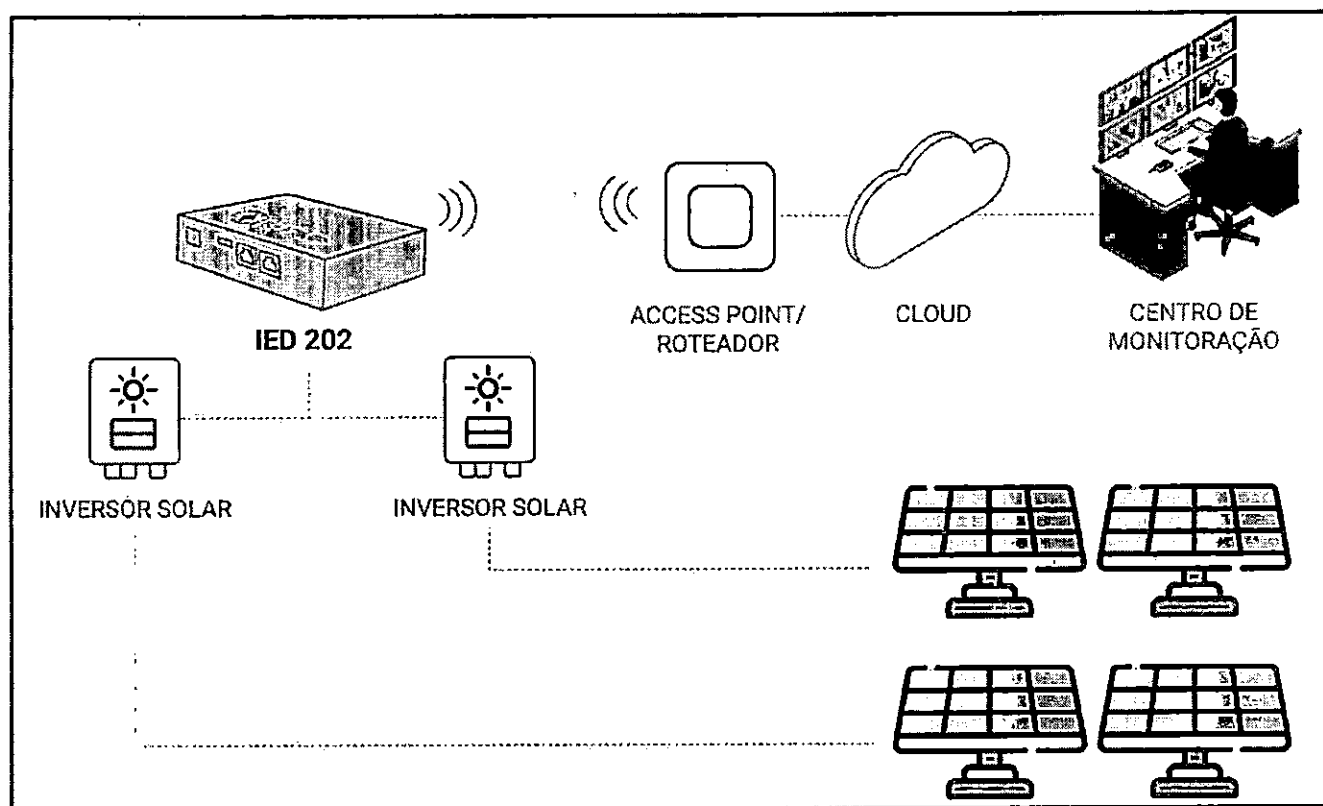 IED 202
ACCESS POINT/
ROTEADOR
CLOUD
CENTRO DE
MONITORAÇÃO
INVERSOR SOLAR
INVERSOR SOLAR